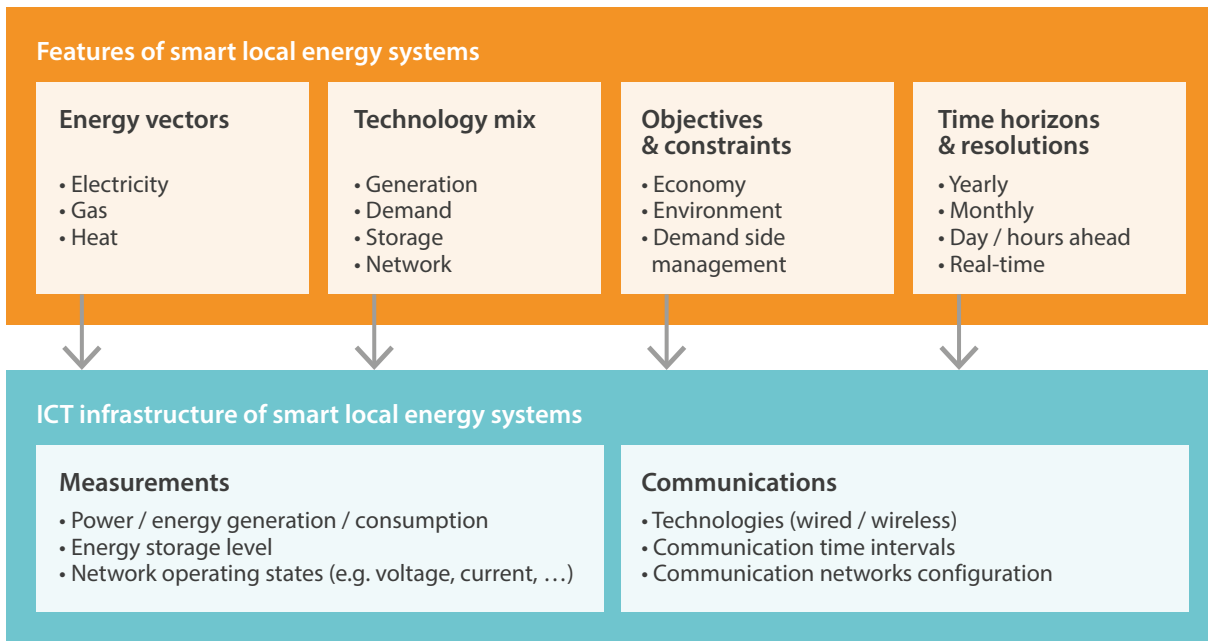 Features of smart local energy systems
Energy vectors
• Electricity
• Gas
• Heat
Technology mix
• Generation
• Demand
• Storage
• Network
Objectives
& constraints
• Economy
• Environment
• Demand side
management
Time horizons
& resolutions
• Yearly
• Monthly
• Day / hours ahead
• Real-time
ICT infrastructure of smart local energy systems
Measurements
• Power / energy generation / consumption
• Energy storage level
• Network operating states (e.g. voltage, current, …)
Communications
• Technologies (wired / wireless)
• Communication time intervals
• Communication networks configuration